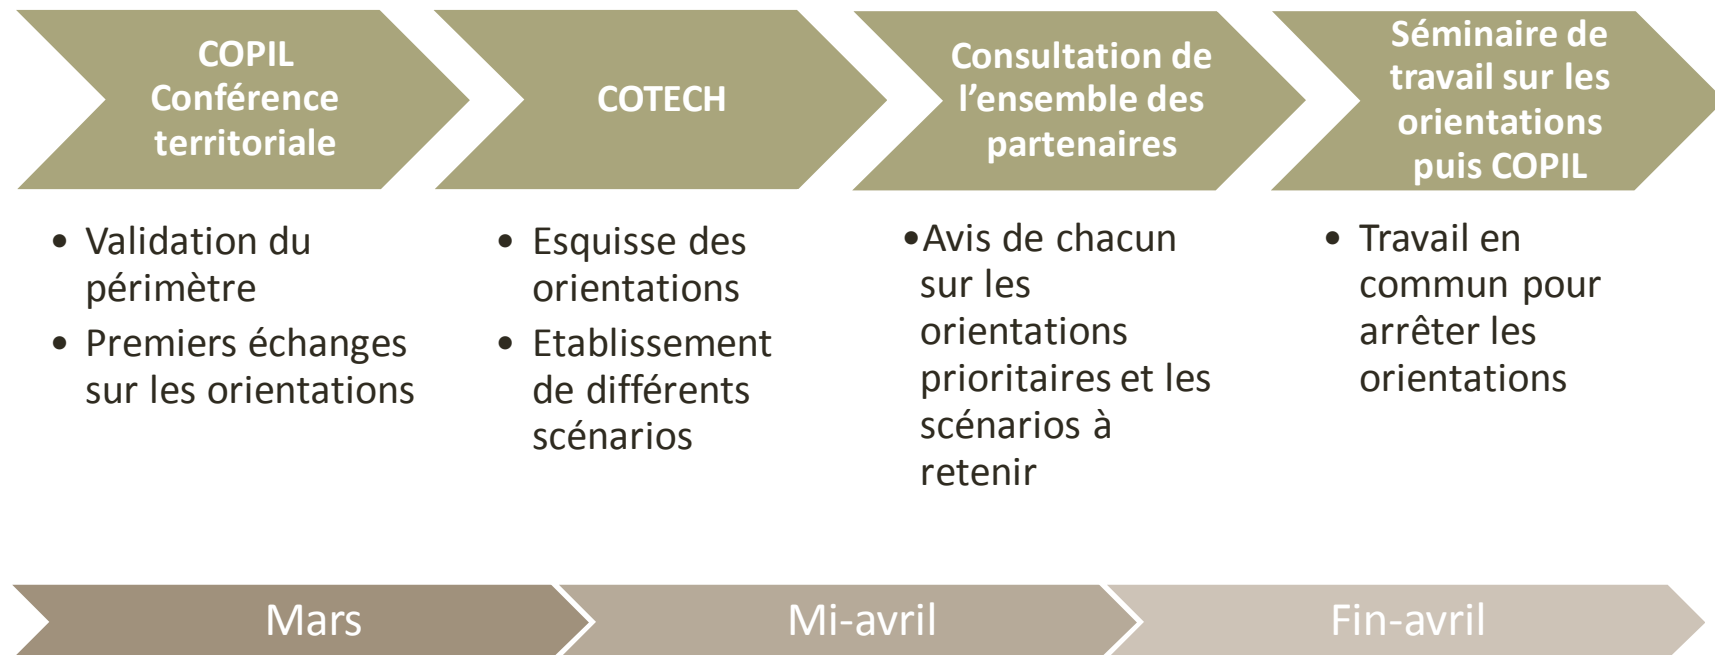 COPIL
Conférence
territoriale
COTECH
Consultation de
l’ensemble des
partenaires
Séminaire de
travail sur les
orientations
puis COPIL
• Validation du
périmètre
• Premiers échanges
sur les orientations
• Esquisse des
orientations
• Etablissement
de différents
scénarios
•Avis de chacun
sur les
orientations
prioritaires et les
scénarios à
retenir
• Travail en
commun pour
arrêter les
orientations
Mars
Mi-avril
Fin-avril